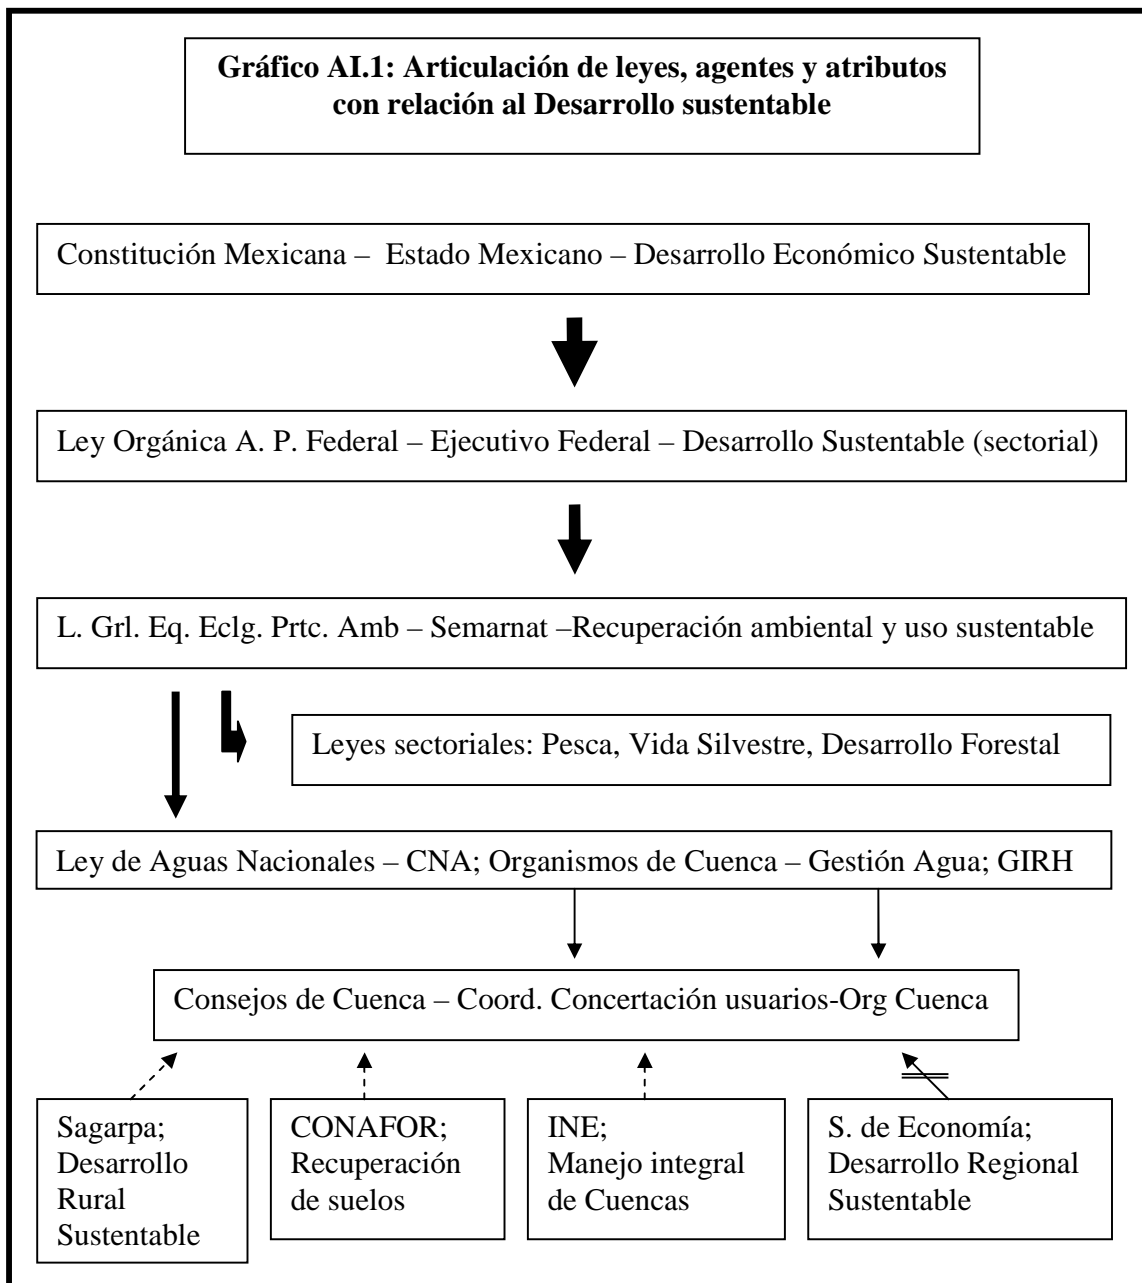 Gráfico AI.1: Articulación de leyes, agentes y atributos
con relación al Desarrollo sustentable
Constitución Mexicana – Estado Mexicano – Desarrollo Económico Sustentable
Ley Orgánica A. P. Federal – Ejecutivo Federal – Desarrollo Sustentable (sectorial)
L. Grl. Eq. Eclg. Prtc. Amb – Semarnat –Recuperación ambiental y uso sustentable
Leyes sectoriales: Pesca, Vida Silvestre, Desarrollo Forestal
Ley de Aguas Nacionales – CNA; Organismos de Cuenca – Gestión Agua; GIRH
Consejos de Cuenca – Coord. Concertación usuarios-Org Cuenca
Sagarpa;
Desarrollo
Rural
Sustentable
CONAFOR;
Recuperación
de suelos
INE;
Manejo integral
de Cuencas
S. de Economía;
Desarrollo Regional
Sustentable